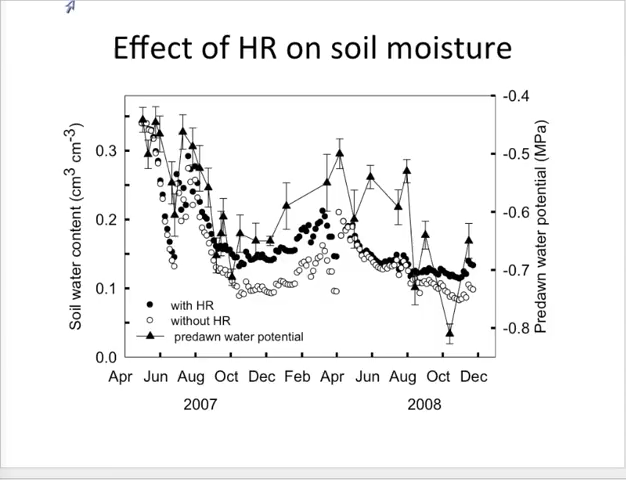 Effect of HR on soil moisture
Soil water content (cm³ cm⁻³)
0.3
0.2
0.1
0.0
with HR
without HR
predawn water potential
-0.4
-0.5
-0.6
-0.7
-0.8
Predawn water potential (MPa)
Apr Jun Aug Oct Dec Feb Apr Jun Aug Oct Dec
2007 2008